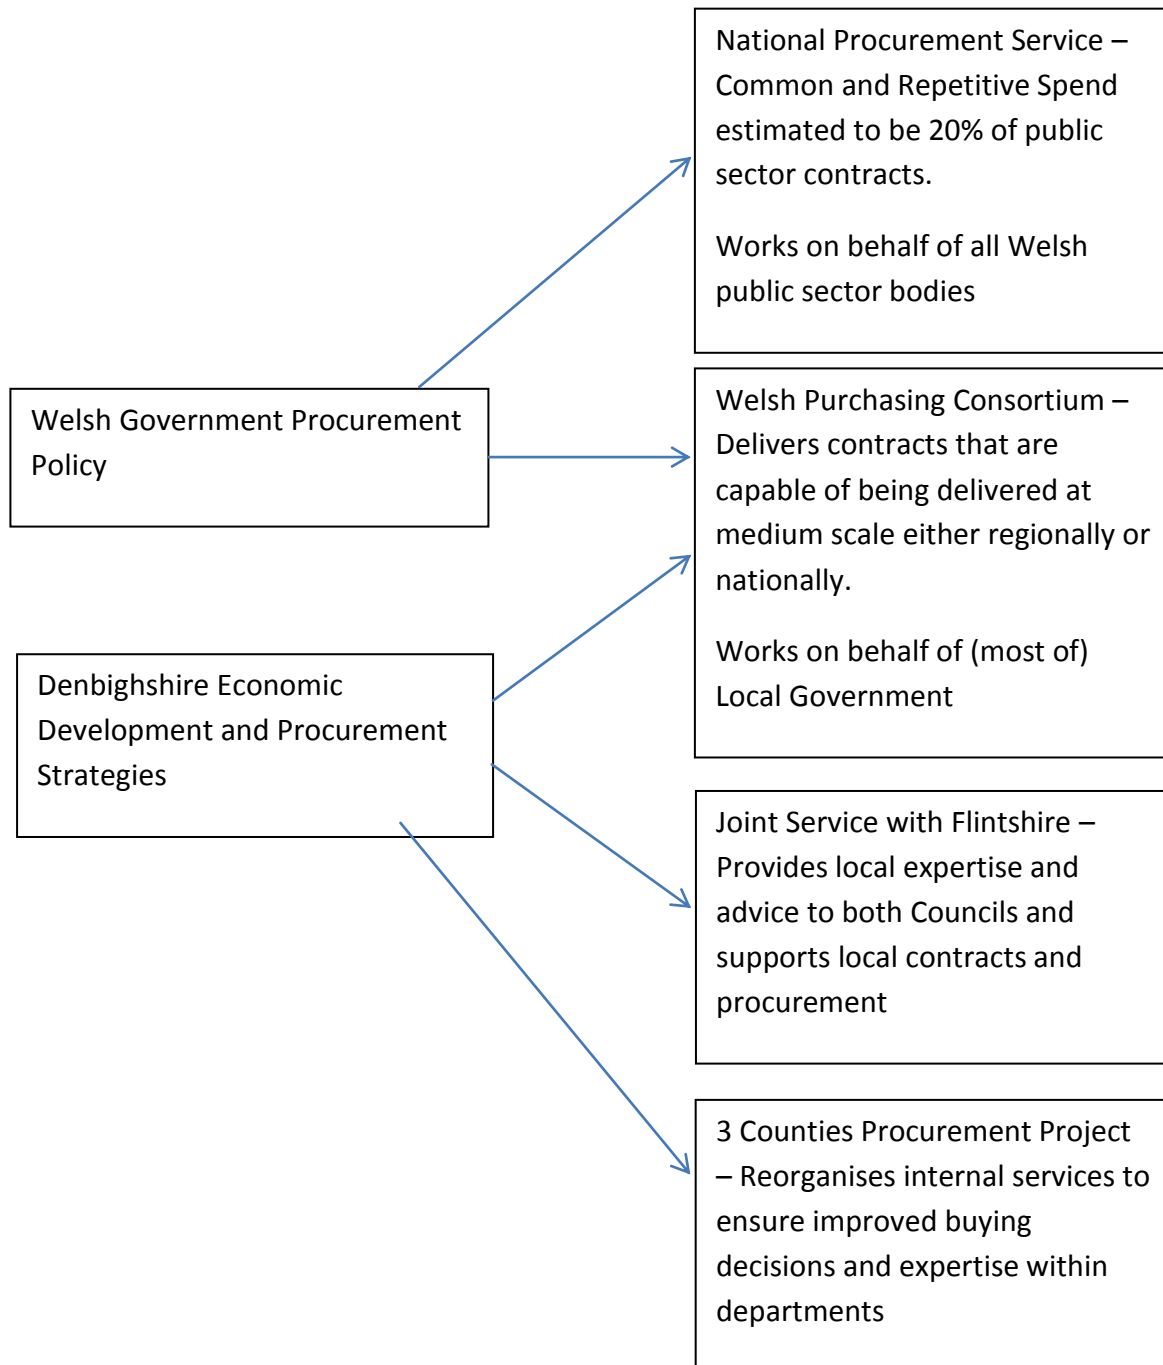 National Procurement Service –
Common and Repetitive Spend
estimated to be 20% of public
sector contracts.
Works on behalf of all Welsh
public sector bodies
Welsh Government Procurement
Policy
Welsh Purchasing Consortium –
Delivers contracts that are
capable of being delivered at
medium scale either regionally or
nationally.
Works on behalf of (most of)
Local Government
Denbighshire Economic
Development and Procurement
Strategies
Joint Service with Flintshire –
Provides local expertise and
advice to both Councils and
supports local contracts and
procurement
3 Counties Procurement Project
– Reorganises internal services to
ensure improved buying
decisions and expertise within
departments